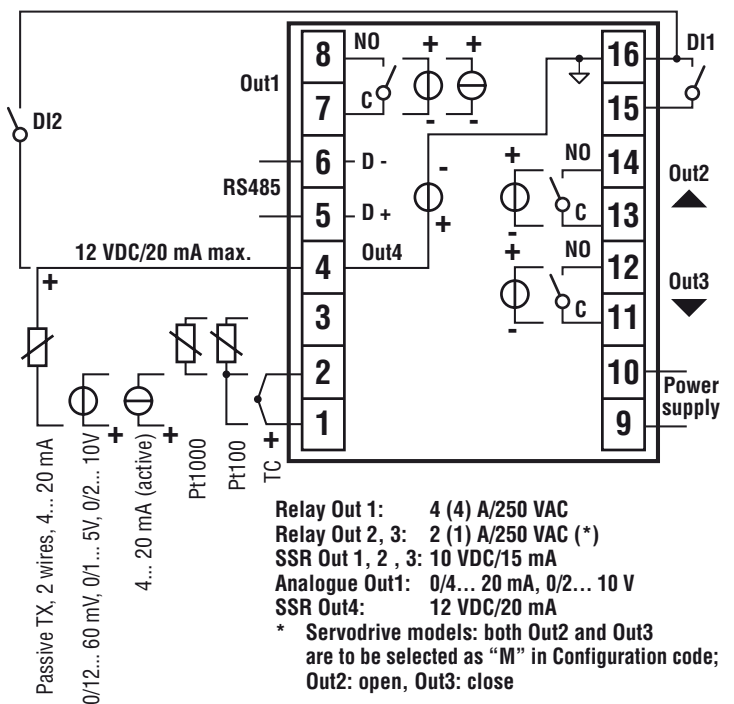 8 NO + + 16 DI1
Out1
7 C - - 15
DI2
6 D - - + NO 14 Out2
RS485
5 D + + - C 13
12 VDC/20 mA max. 4 Out4 + NO 12
+ Out3
3 - C 11
2 10 Power
supply
1 9
+ + +
Passive TX, 2 wires, 4... 20 mA
0/12... 60 mV, 0/1... 5V, 0/2... 10V
4... 20 mA (active)
Pt1000
Pt100
TC
Relay Out 1: 4 (4) A/250 VAC
Relay Out 2, 3: 2 (1) A/250 VAC (*)
SSR Out 1, 2 , 3: 10 VDC/15 mA
Analogue Out1: 0/4... 20 mA, 0/2... 10 V
SSR Out4: 12 VDC/20 mA
* Servodrive models: both Out2 and Out3
are to be selected as “M” in Configuration code;
Out2: open, Out3: close